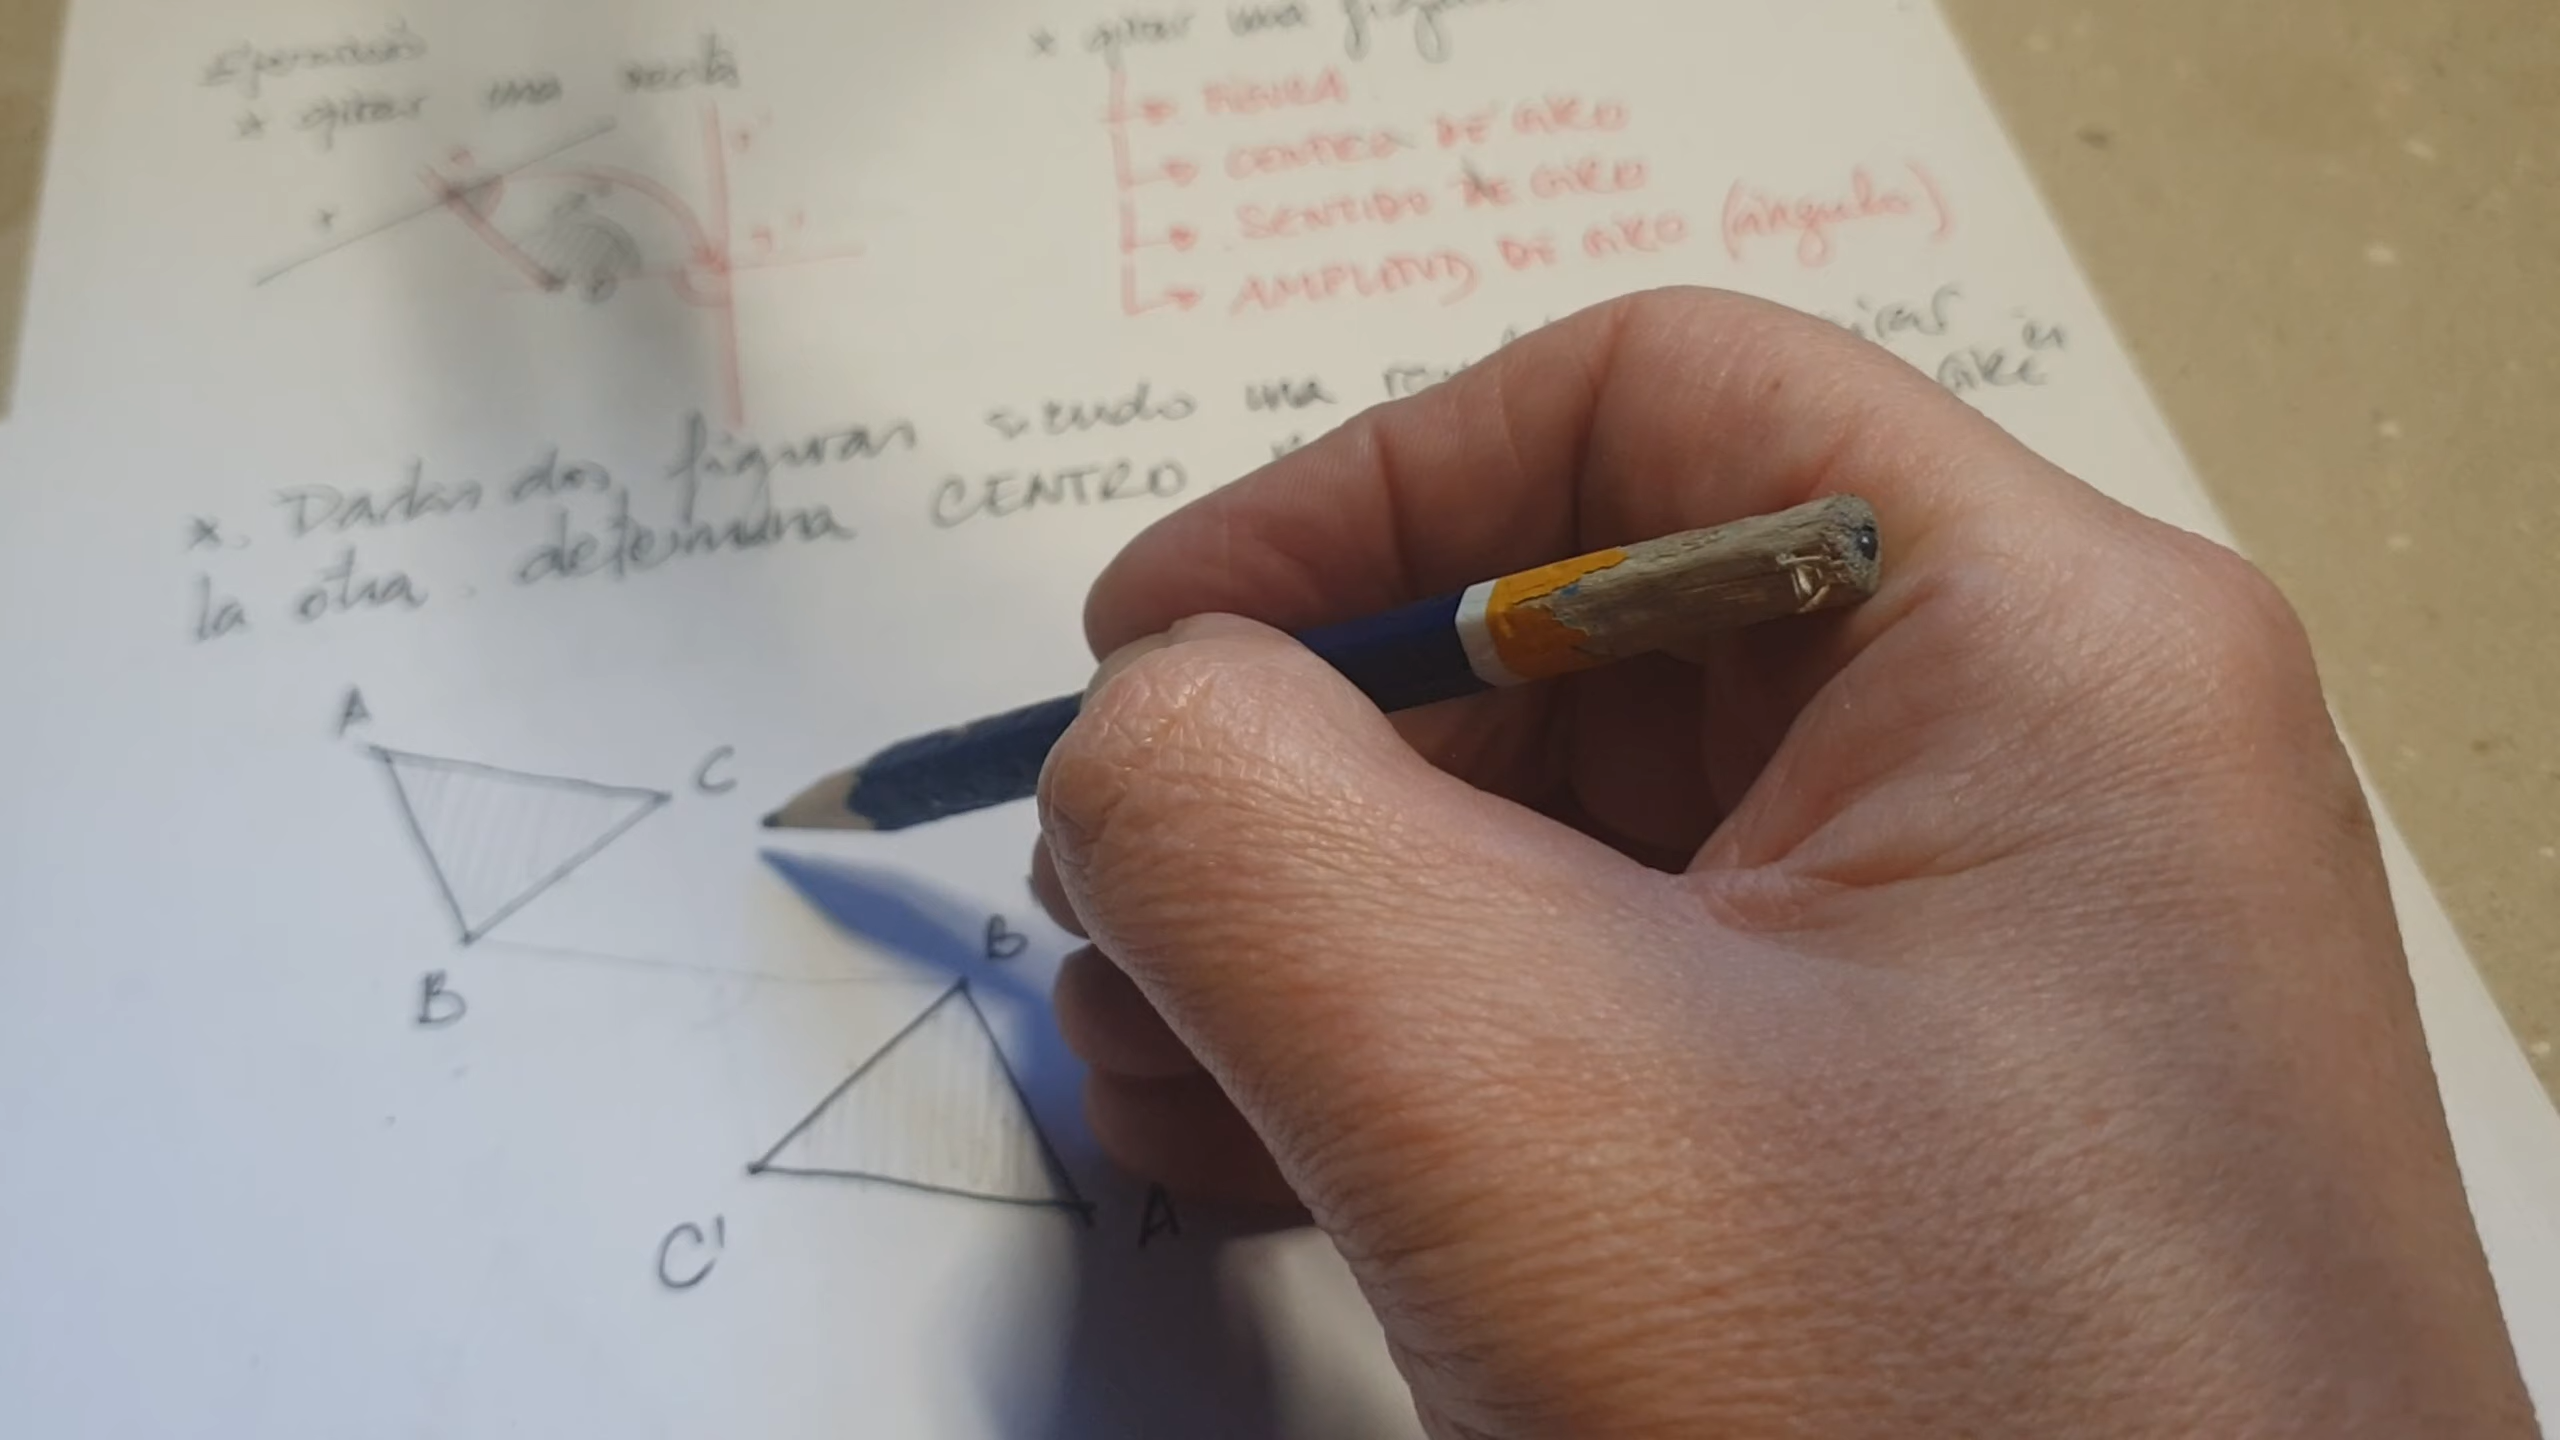 * girar una recta
* girar una
FIGURA
CENTRO DE GIRO
SENTIDO DE GIRO
AMPLITUD DE GIRO (ángulo)
* Dadas dos figuras siendo una
la otra. determina CENTRO
A
C
B
B
C'
A